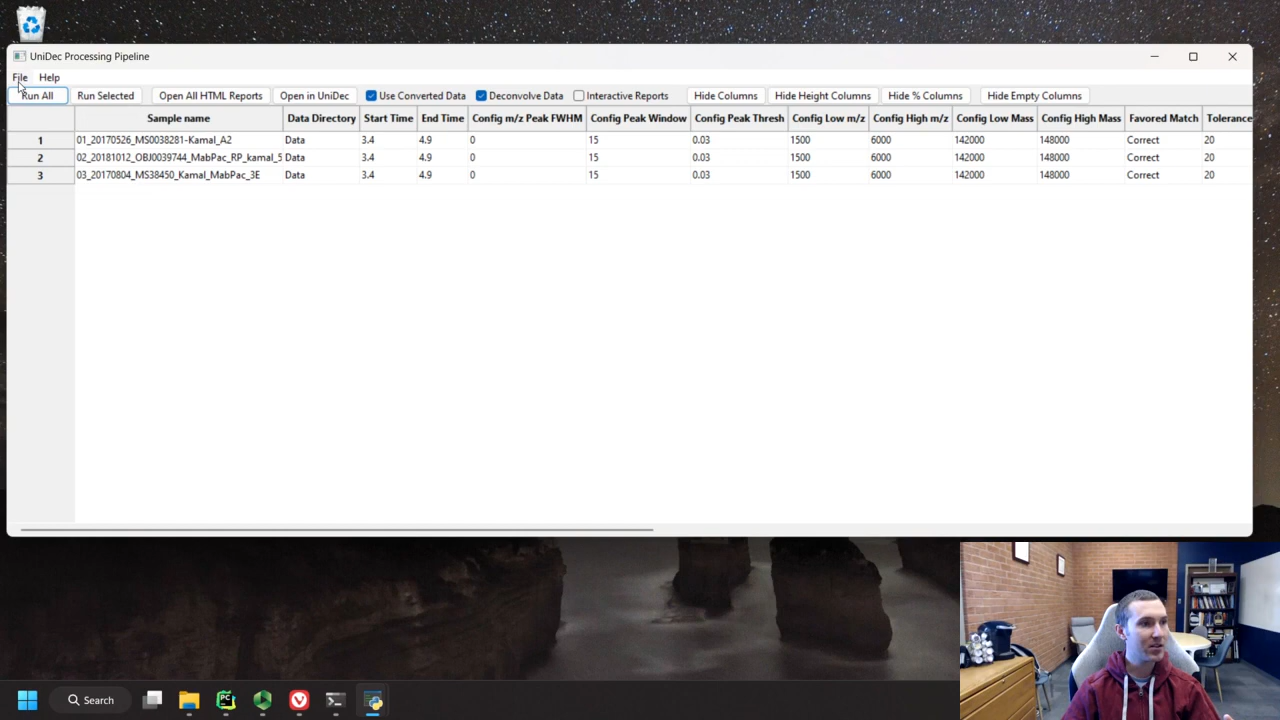 UniDec Processing Pipeline
File Help
Run All Run Selected Open All HTML Reports Open in UniDec Use Converted Data Deconvolve Data Interactive Reports Hide Columns Hide Height Columns Hide % Columns Hide Empty Columns
Sample name Data Directory Start Time End Time Config m/z Peak FWHM Config Peak Window Config Peak Thresh Config Low m/z Config High m/z Config Low Mass Config High Mass Favored Match Tolerance
1 01_20170526_MS0038281-Kamal_A2 Data 3.4 4.9 0 15 0.03 1500 6000 142000 148000 Correct 20
2 02_20181012_OBJ0039744_MabPac_RP_kamal_5 Data 3.4 4.9 0 15 0.03 1500 6000 142000 148000 Correct 20
3 03_20170804_MS38450_Kamal_MabPac_3E Data 3.4 4.9 0 15 0.03 1500 6000 142000 148000 Correct 20
Search